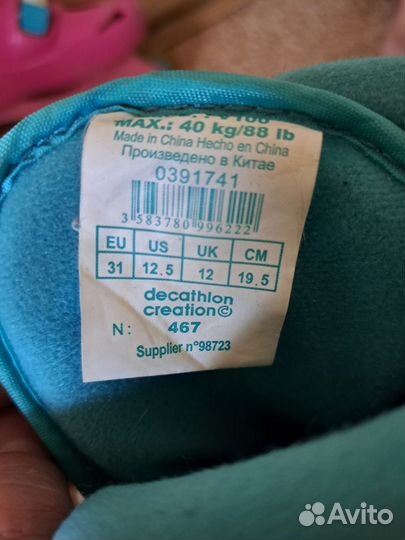 MAX.: 40 kg/88 lb
Made in China Hecho en China
Произведено в Китае
0391741
3 583780 996222
EU US UK CM
31 12.5 12 19.5
decathlon
creation©
N: 467
Supplier n°98723
Avito